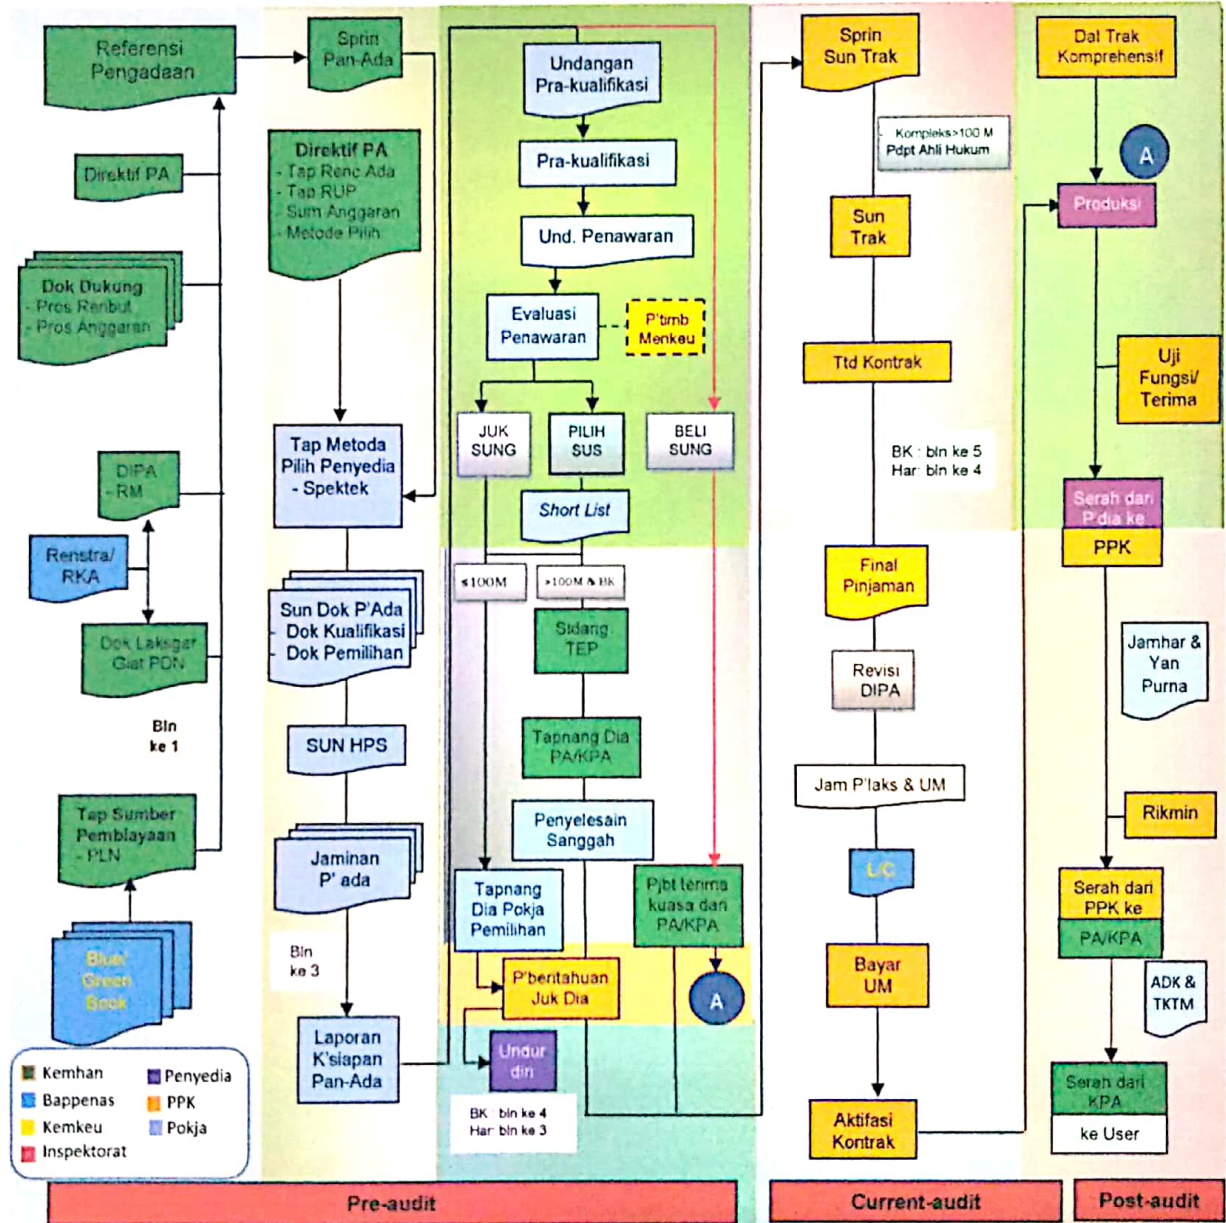 Referensi
Pengadaan
Direktif PA
Dok Dukung
- Pros Renbut
- Pros Anggaran
DIPA
- RM
Renstra/
RKA
Dok Laksgar
Giat PDN
Bln
ke 1
Tap Sumber
Pembiayaan
- PLN
Blue/
Green
Book
Kemhan
Bappenas
Kemkeu
Inspektorat
Penyedia
PPK
Pokja
Sprin
Pan-Ada
Direktif PA
- Tap Renc Ada
- Tap RUP
- Sum Anggaran
- Metode Pilih
Tap Metoda
Pilih Penyedia
- Spektek
Sun Dok P'Ada
- Dok Kualifikasi
- Dok Pemilihan
SUN HPS
Jaminan
P' ada
Bln
ke 3
Laporan
K'siapan
Pan-Ada
Undangan
Pra-kualifikasi
Pra-kualifikasi
Und. Penawaran
Evaluasi
Penawaran
P'timb
Menkeu
JUK
SUNG
PILIH
SUS
BELI
SUNG
Short List
≤100M
>100M & BK
Sidang
TEP
Tapnang Dia
PA/KPA
Penyelesain
Sanggah
Tapnang
Dia Pokja
Pemilihan
Pjbt terima
kuasa dari
PA/KPA
P'beritahuan
Juk Dia
A
Undur
diri
BK : bln ke 4
Har: bln ke 3
Sprin
Sun Trak
- Kompleks>100 M
Pdpt Ahli Hukum
Sun
Trak
Ttd Kontrak
BK : bln ke 5
Har: bln ke 4
Final
Pinjaman
Revisi
DIPA
Jam P'laks & UM
L/C
Bayar
UM
Aktifasi
Kontrak
Dal Trak
Komprehensif
A
Produksi
Uji
Fungsi/
Terima
Serah dari
P'dia ke
PPK
Jamhar &
Yan
Purna
Rikmin
Serah dari
PPK ke
PA/KPA
ADK &
TKTM
Serah dari
KPA
ke User
Pre-audit
Current-audit
Post-audit